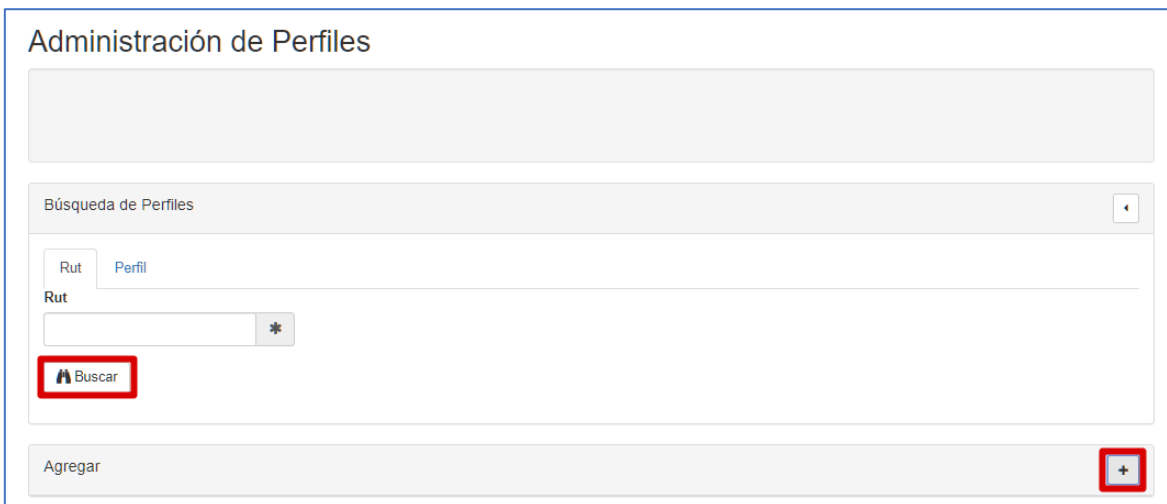 Administración de Perfiles
Búsqueda de Perfiles
Rut Perfil
Rut
*
Buscar
Agregar +